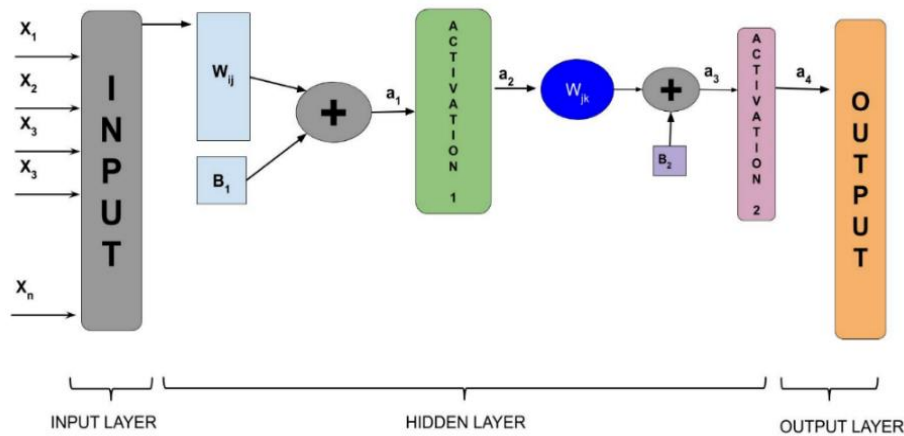 X1
X2
X3
X3
Xn
INPUT
Wij
B1
+
a1
ACTIVATION 1
a2
Wjk
+
B2
a3
ACTIVATION 2
a4
OUTPUT
INPUT LAYER
HIDDEN LAYER
OUTPUT LAYER